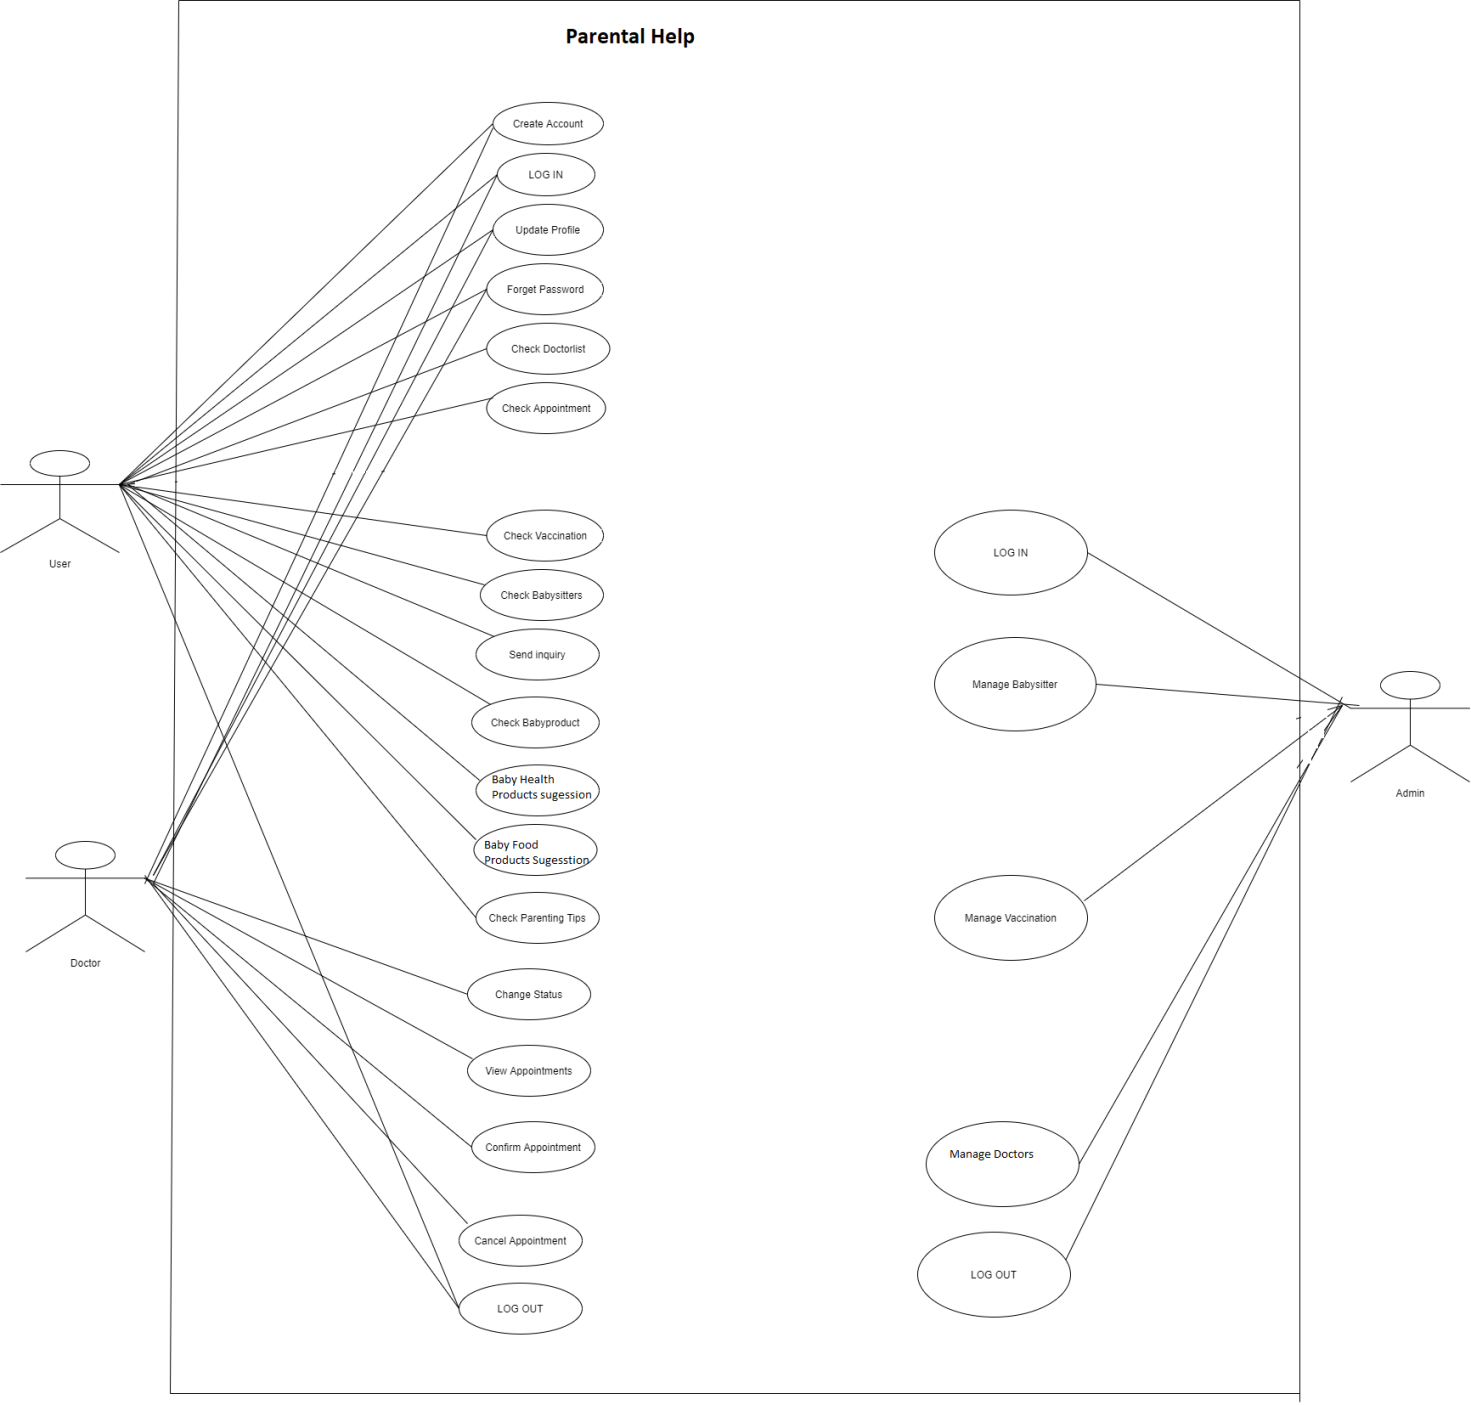 Parental Help
Create Account
LOG IN
Update Profile
Forget Password
Check Doctorlist
Check Appointment
User
Check Vaccination
Check Babysitters
Send inquiry
Check Babyproduct
Baby Health
Products sugession
Baby Food
Products Sugesstion
Check Parenting Tips
Doctor
Change Status
View Appointments
Confirm Appointment
Cancel Appointment
LOG OUT
LOG IN
Manage Babysitter
Admin
Manage Vaccination
Manage Doctors
LOG OUT